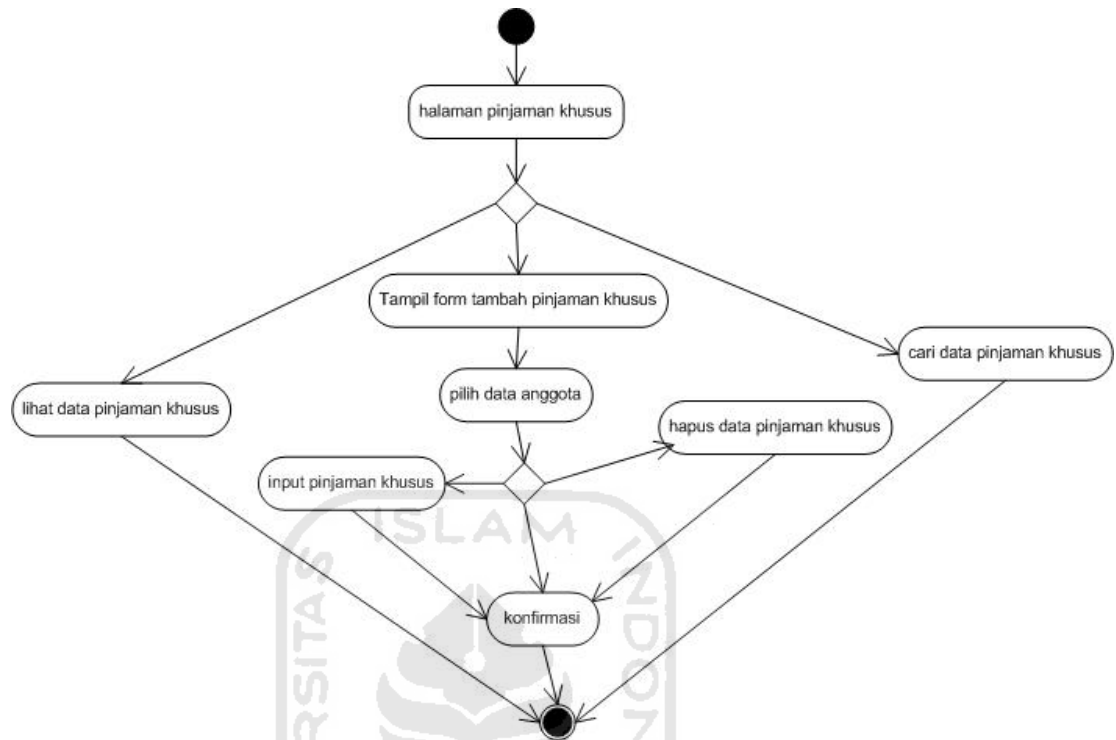 halaman pinjaman khusus
Tampil form tambah pinjaman khusus
cari data pinjaman khusus
lihat data pinjaman khusus
pilih data anggota
hapus data pinjaman khusus
input pinjaman khusus
ISLAM
konfirmasi